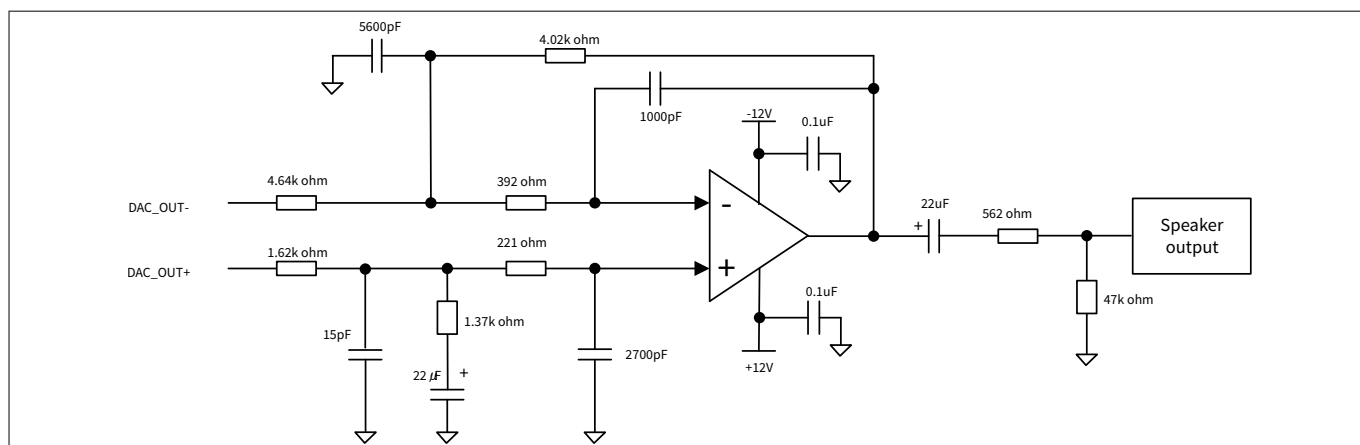 5600pF
4.02k ohm
1000pF
-12V
0.1uF
4.64k ohm
392 ohm
DAC_OUT-
-
22uF
+
562 ohm
Speaker
output
1.62k ohm
221 ohm
DAC_OUT+
+
0.1uF
47k ohm
15pF
1.37k ohm
2700pF
22 μF
+
+12V